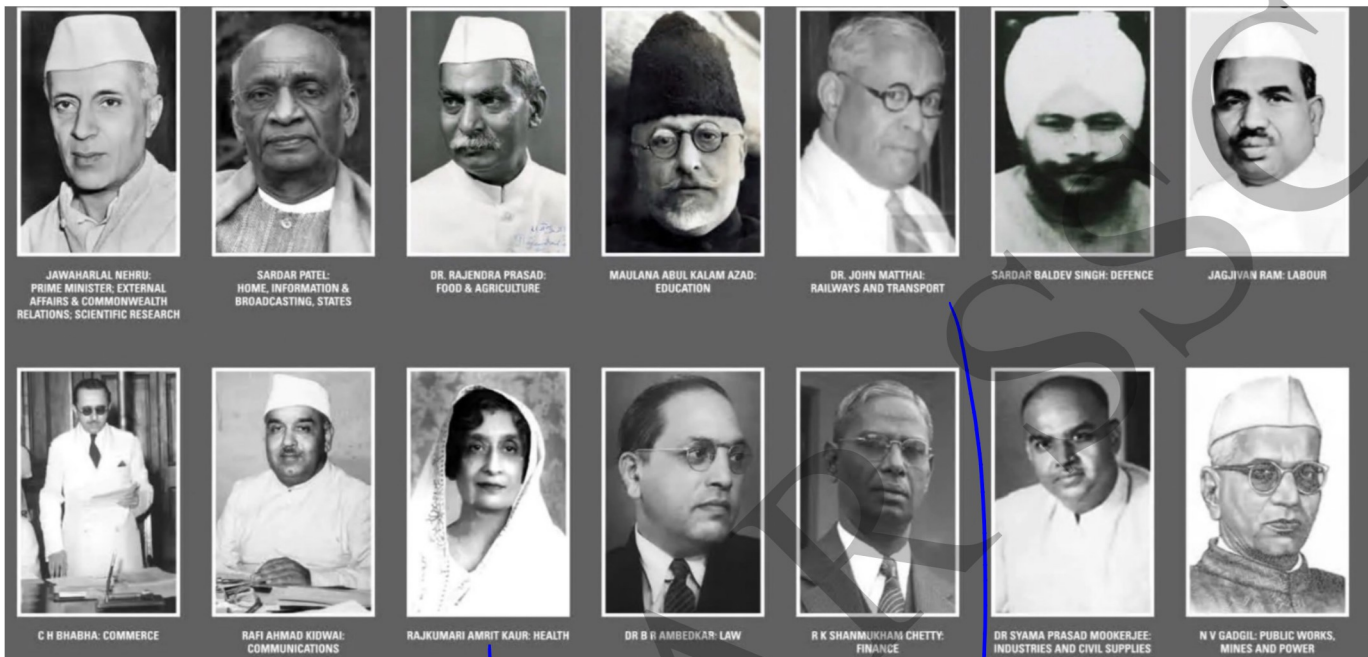 JAWAHARLAL NEHRU:
PRIME MINISTER; EXTERNAL
AFFAIRS & COMMONWEALTH
RELATIONS; SCIENTIFIC RESEARCH
SARDAR PATEL:
HOME, INFORMATION &
BROADCASTING, STATES
DR. RAJENDRA PRASAD:
FOOD & AGRICULTURE
MAULANA ABUL KALAM AZAD:
EDUCATION
DR. JOHN MATTHAI:
RAILWAYS AND TRANSPORT
SARDAR BALDEV SINGH: DEFENCE
JAGJIVAN RAM: LABOUR
C H BHABHA: COMMERCE
RAFI AHMAD KIDWAI:
COMMUNICATIONS
RAJKUMARI AMRIT KAUR: HEALTH
DR B R AMBEDKAR: LAW
R K SHANMUKHAM CHETTY:
FINANCE
DR SYAMA PRASAD MOOKERJEE:
INDUSTRIES AND CIVIL SUPPLIES
N V GADGIL: PUBLIC WORKS,
MINES AND POWER
ARSSC